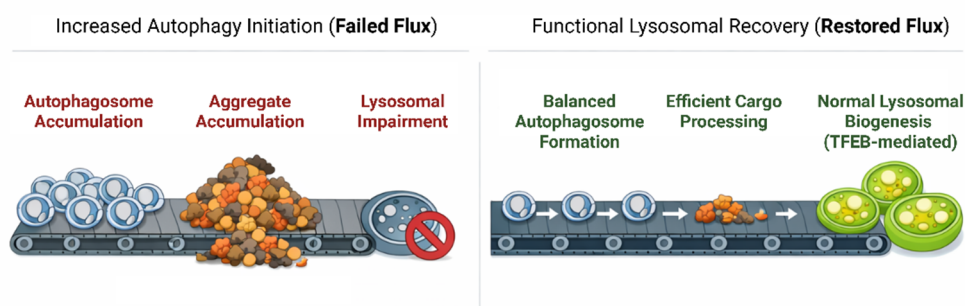 Increased Autophagy Initiation (Failed Flux)
Autophagosome
Accumulation
Aggregate
Accumulation
Lysosomal
Impairment
Functional Lysosomal Recovery (Restored Flux)
Balanced
Autophagosome
Formation
Efficient Cargo
Processing
Normal Lysosomal
Biogenesis
(TFEB-mediated)